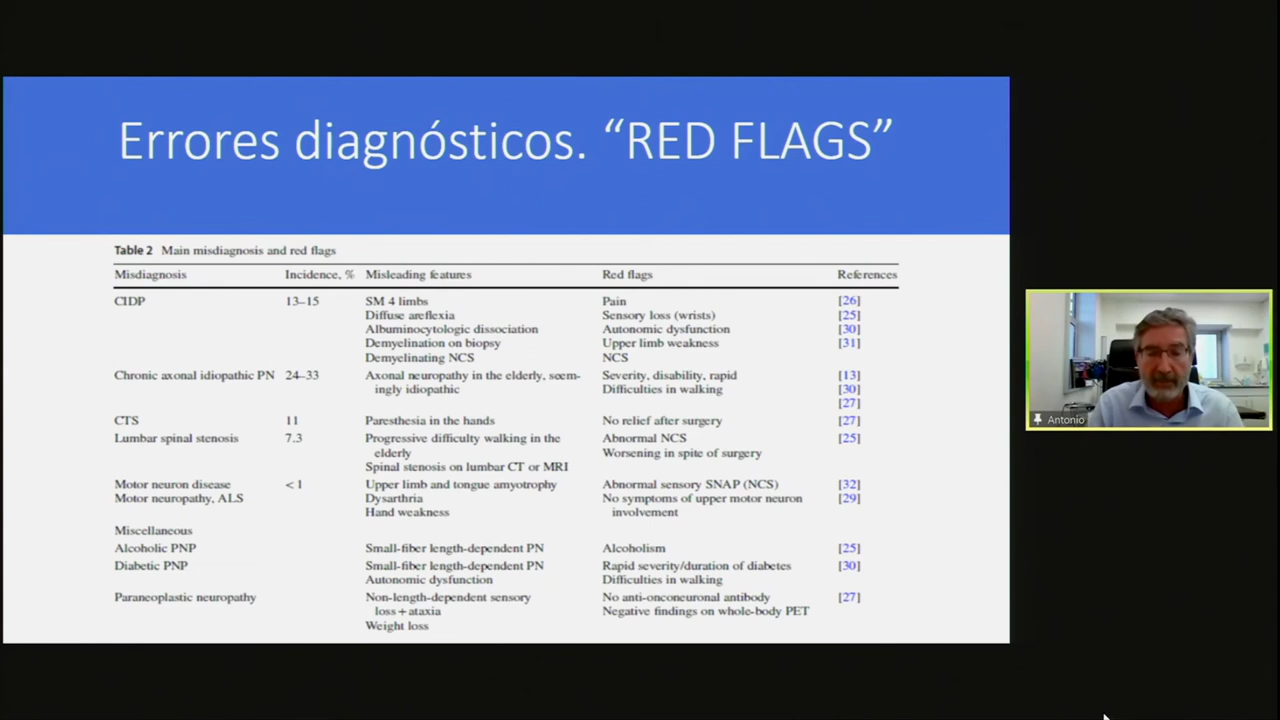 Errores diagnósticos. “RED FLAGS”
Table 2 Main misdiagnosis and red flags
Misdiagnosis Incidence, % Misleading features Red flags References
CIDP 13–15 SM 4 limbs Pain [26]
Diffuse areflexia Sensory loss (wrists) [25]
Albuminocytologic dissociation Autonomic dysfunction [30]
Demyelination on biopsy Upper limb weakness [31]
Demyelinating NCS NCS
Chronic axonal idiopathic PN 24–33 Axonal neuropathy in the elderly, seem- Severity, disability, rapid [13]
ingly idiopathic Difficulties in walking [30]
[27]
CTS 11 Paresthesia in the hands No relief after surgery [27]
Lumbar spinal stenosis 7.3 Progressive difficulty walking in the Abnormal NCS [25]
elderly Worsening in spite of surgery
Spinal stenosis on lumbar CT or MRI
Motor neuron disease < 1 Upper limb and tongue amyotrophy Abnormal sensory SNAP (NCS) [32]
Motor neuropathy, ALS Dysarthria No symptoms of upper motor neuron [29]
Hand weakness involvement
Miscellaneous
Alcoholic PNP Small-fiber length-dependent PN Alcoholism [25]
Diabetic PNP Small-fiber length-dependent PN Rapid severity/duration of diabetes [30]
Autonomic dysfunction Difficulties in walking
Paraneoplastic neuropathy Non-length-dependent sensory No anti-onconeuronal antibody [27]
loss + ataxia Negative findings on whole-body PET
Weight loss
Antonio